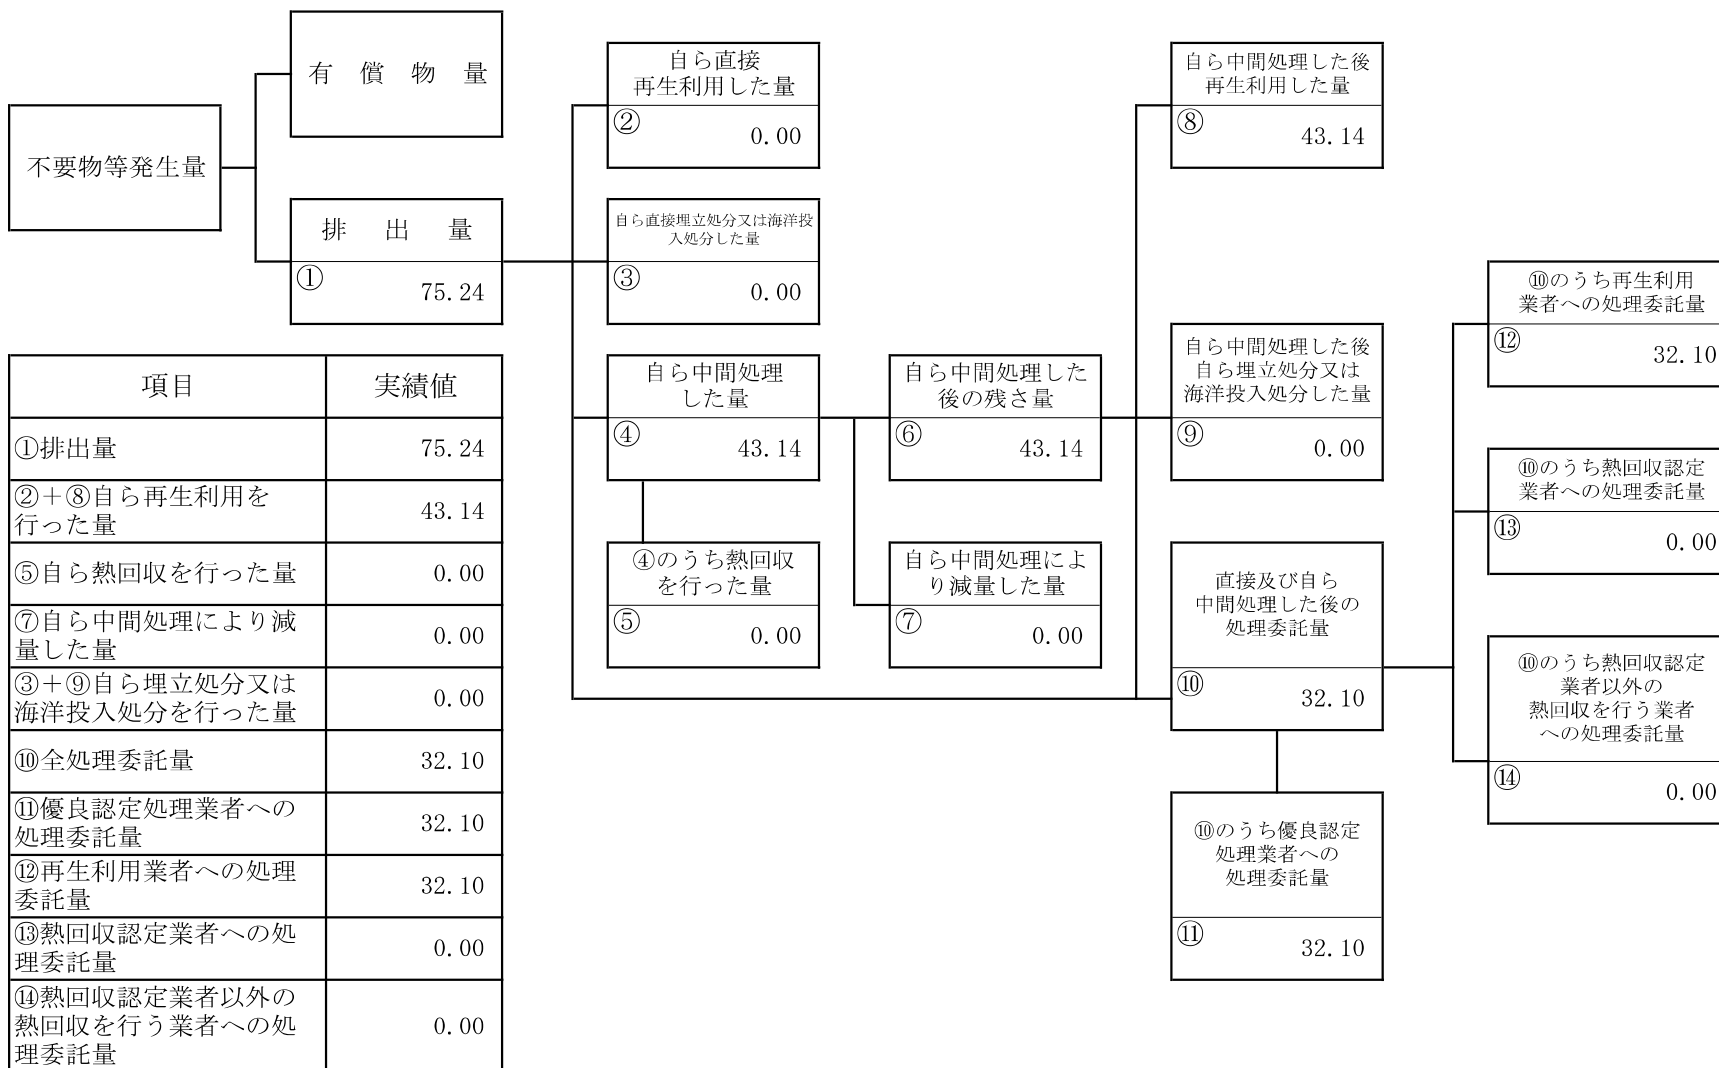 有　償　物　量
不要物等発生量
排　出　量
①
75.24
自ら直接
再生利用した量
②
0.00
自ら直接埋立処分又は海洋投
入処分した量
③
0.00
自ら中間処理
した量
④
43.14
④のうち熱回収
を行った量
⑤
0.00
自ら中間処理した
後の残さ量
⑥
43.14
自ら中間処理によ
り減量した量
⑦
0.00
自ら中間処理した後
再生利用した量
⑧
43.14
自ら中間処理した後
自ら埋立処分又は
海洋投入処分した量
⑨
0.00
直接及び自ら
中間処理した後の
処理委託量
⑩
32.10
⑩のうち優良認定
処理業者への
処理委託量
⑪
32.10
⑩のうち再生利用
業者への処理委託量
⑫
32.10
⑩のうち熱回収認定
業者への処理委託量
⑬
0.00
⑩のうち熱回収認定
業者以外の
熱回収を行う業者
への処理委託量
⑭
0.00
項目 実績値
①排出量 75.24
②＋⑧自ら再生利用を
行った量 43.14
⑤自ら熱回収を行った量 0.00
⑦自ら中間処理により減
量した量 0.00
③＋⑨自ら埋立処分又は
海洋投入処分を行った量 0.00
⑩全処理委託量 32.10
⑪優良認定処理業者への
処理委託量 32.10
⑫再生利用業者への処理
委託量 32.10
⑬熱回収認定業者への処
理委託量 0.00
⑭熱回収認定業者以外の
熱回収を行う業者への処 0.00
理委託量